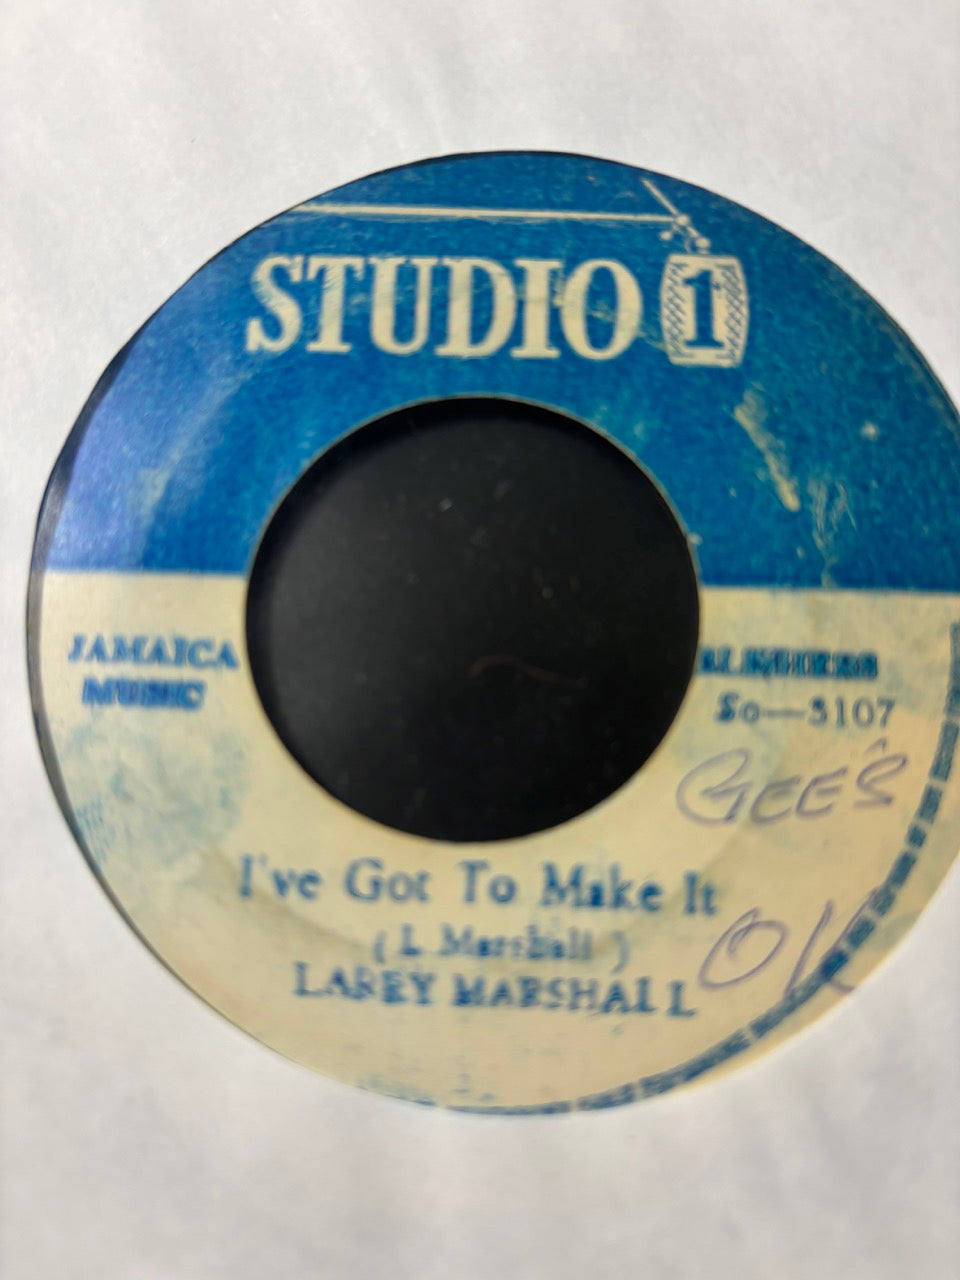 STUDIO 1
JAMAICA
MUSIC
So—3107
GEE'S
I've Got To Make It
( L Marshall )
LARRY MARSHALL
OK